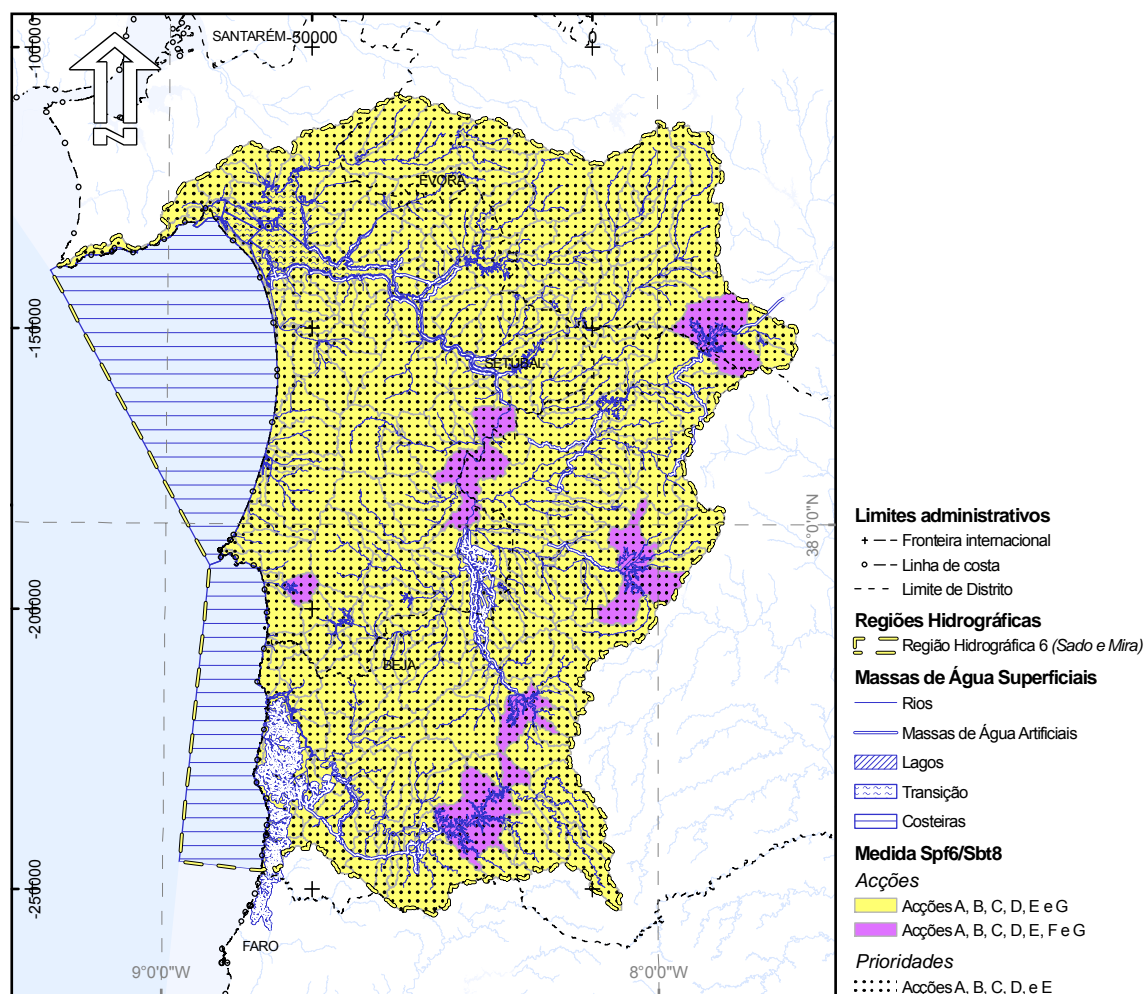 SANTARÉM
-50000
0
-100000
ÉVORA
-150000
SETÚBAL
38°0'0"N
-200000
BEJA
-250000
FARO
9°0'0"W
8°0'0"W
N
Limites administrativos
Fronteira internacional
Linha de costa
Limite de Distrito
Regiões Hidrográficas
Região Hidrográfica 6 (Sado e Mira)
Massas de Água Superficiais
Rios
Massas de Água Artificiais
Lagos
Transição
Costeiras
Medida Spf6/Sbt8
Acções
Acções A, B, C, D, E e G
Acções A, B, C, D, E, F e G
Prioridades
Acções A, B, C, D, e E